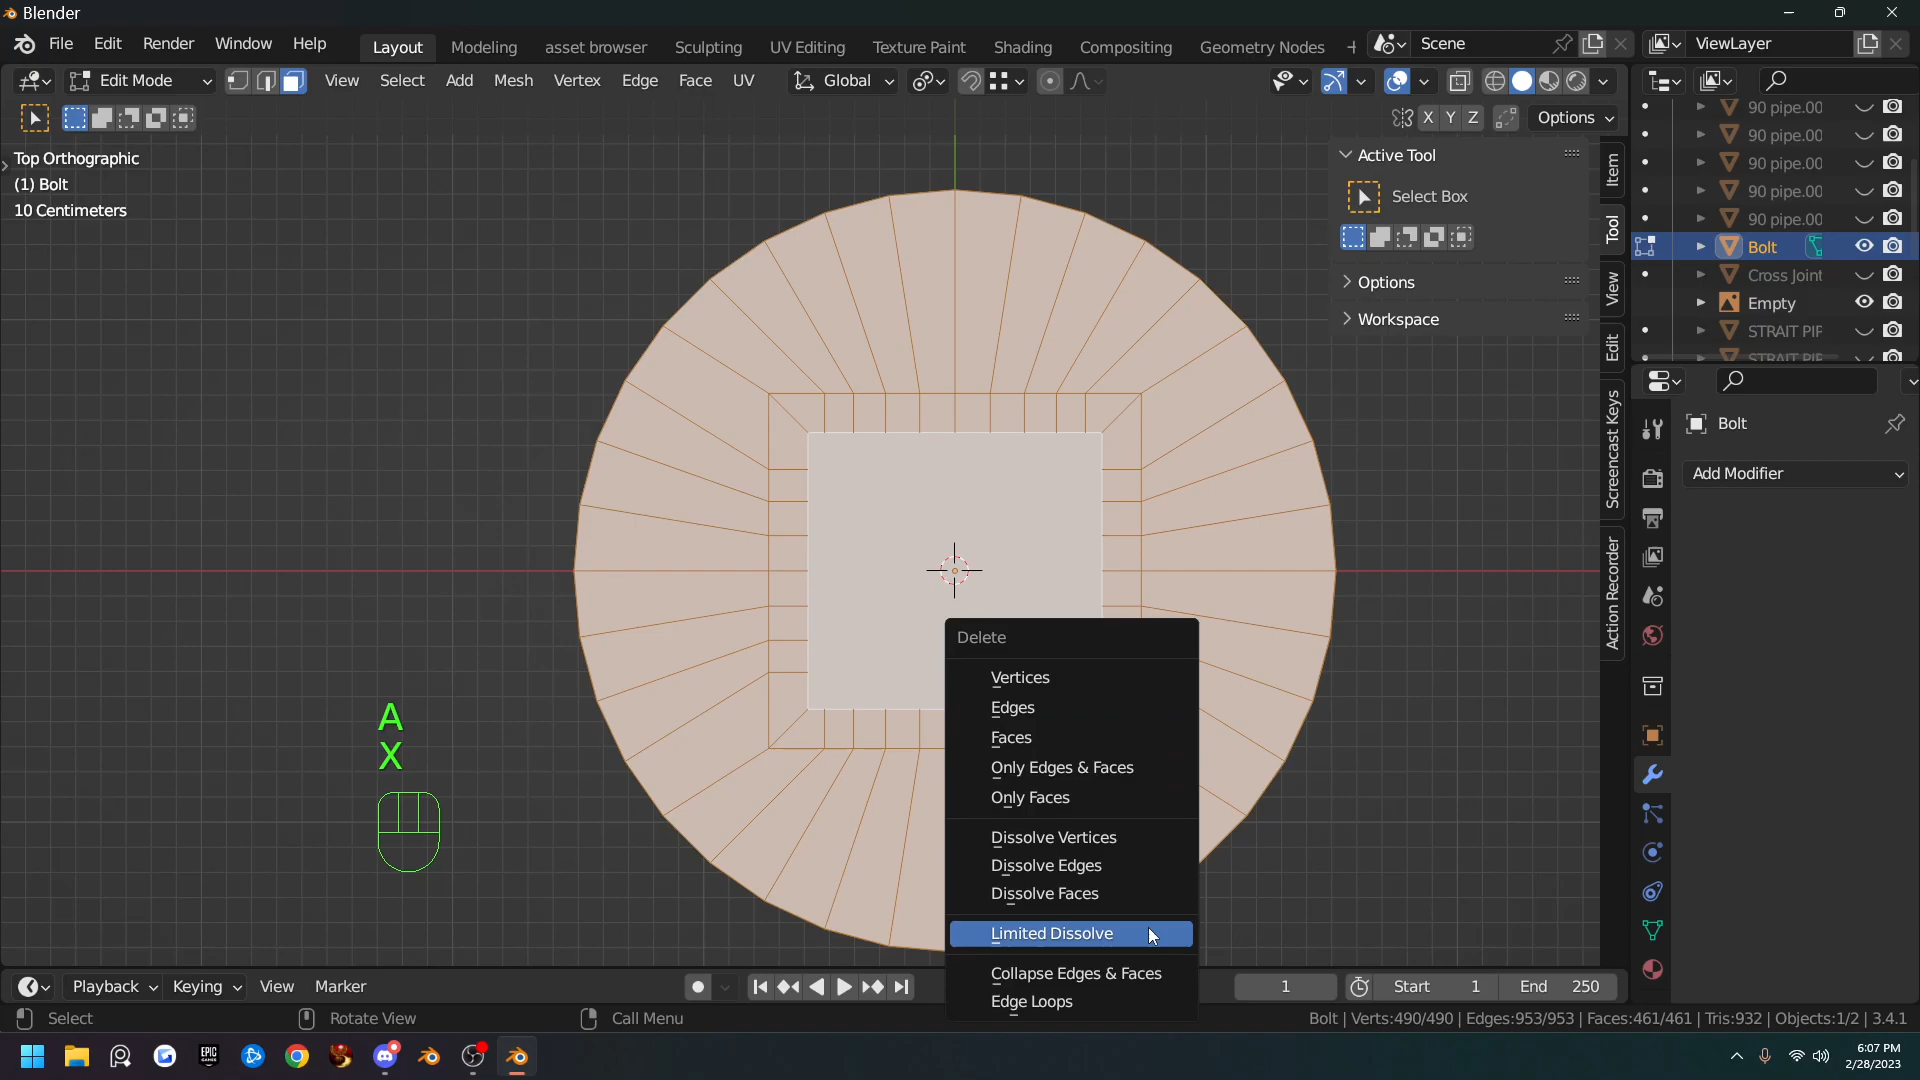 Blender
File Edit Render Window Help Layout Modeling asset browser Sculpting UV Editing Texture Paint Shading Compositing Geometry Nodes Scene ViewLayer
Edit Mode View Select Add Mesh Vertex Edge Face UV Global
X Y Z Options
Top Orthographic
(1) Bolt
10 Centimeters
Active Tool
Select Box
Options
Workspace
Item
Tool
View
Edit
Screencast Keys
Action Recorder
90 pipe.00
90 pipe.00
90 pipe.00
90 pipe.00
90 pipe.00
Bolt
Cross Joint
Empty
STRAIT PIF
STRAIT PIF
Bolt
Add Modifier
A
X
Delete
Vertices
Edges
Faces
Only Edges & Faces
Only Faces
Dissolve Vertices
Dissolve Edges
Dissolve Faces
Limited Dissolve
Collapse Edges & Faces
Edge Loops
Playback Keying View Marker 1 Start 1 End 250
Select Rotate View Call Menu Bolt | Verts:490/490 | Edges:953/953 | Faces:461/461 | Tris:932 | Objects:1/2 | 3.4.1
EPIC
GAMES
6:07 PM
2/28/2023